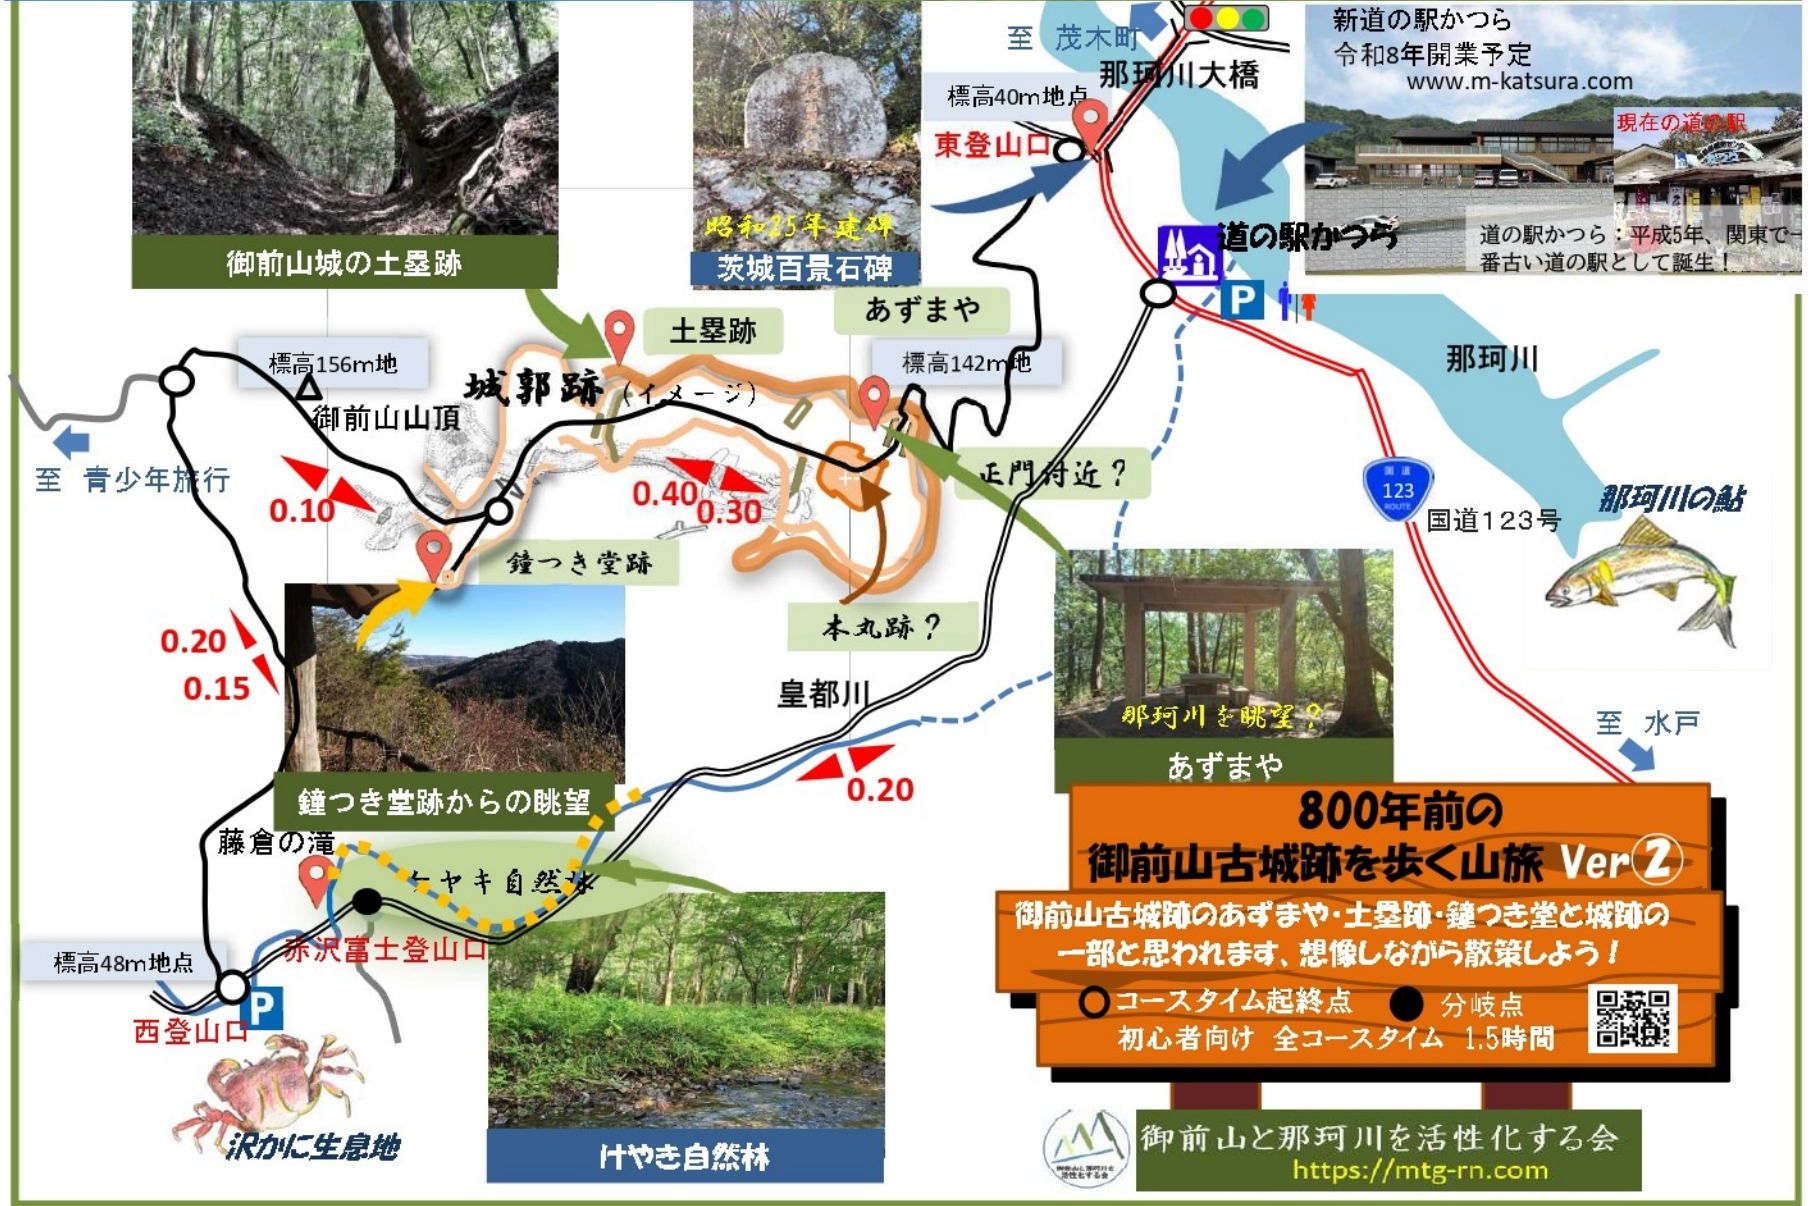 至 茂木町
那珂川大橋
標高40m地点
東登山口
新道の駅かつら
令和8年開業予定
www.m-katsura.com
現在の道の駅
道の駅かつら：平成5年、関東で一
番古い道の駅として誕生！
道の駅かつら
P
御前山城の土塁跡
昭和25年建碑
茨城百景石碑
あずまや
土塁跡
標高156m地
標高142m地
城郭跡(イメージ)
御前山山頂
至 青少年旅行
0.10
0.40
0.30
正門付近？
那珂川
国道
123
ROUTE
国道123号
那珂川の鮎
鐘つき堂跡
本丸跡？
0.20
0.15
皇都川
那珂川を眺望？
あずまや
至 水戸
0.20
鐘つき堂跡からの眺望
藤倉の滝
ケヤキ自然林
赤沢富士登山口
標高48m地点
P
西登山口
沢かに生息地
けやき自然林
800年前の
御前山古城跡を歩く山旅 Ver②
御前山古城跡のあずまや・土塁跡・鐘つき堂と城跡の
一部と思われます、想像しながら散策しよう！
コースタイム起終点 分岐点
初心者向け 全コースタイム 1.5時間
御前山と那珂川を
活性化する会
御前山と那珂川を活性化する会
https://mtg-rn.com